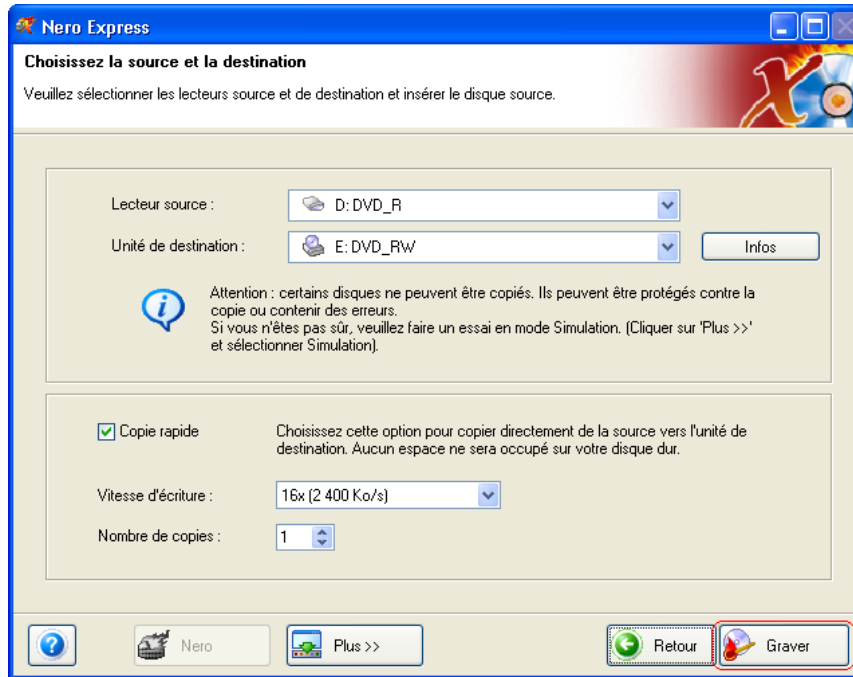 Nero Express
Choisissez la source et la destination
Veuillez sélectionner les lecteurs source et de destination et insérer le disque source.
Lecteur source :
D: DVD_R
Unité de destination :
E: DVD_RW
Infos
Attention : certains disques ne peuvent être copiés. Ils peuvent être protégés contre la
copie ou contenir des erreurs.
Si vous n'êtes pas sûr, veuillez faire un essai en mode Simulation. (Cliquer sur 'Plus >>'
et sélectionner Simulation).
Copie rapide
Choisissez cette option pour copier directement de la source vers l'unité de
destination. Aucun espace ne sera occupé sur votre disque dur.
Vitesse d'écriture :
16x (2 400 Ko/s)
Nombre de copies :
1
Nero
Plus >>
Retour
Graver